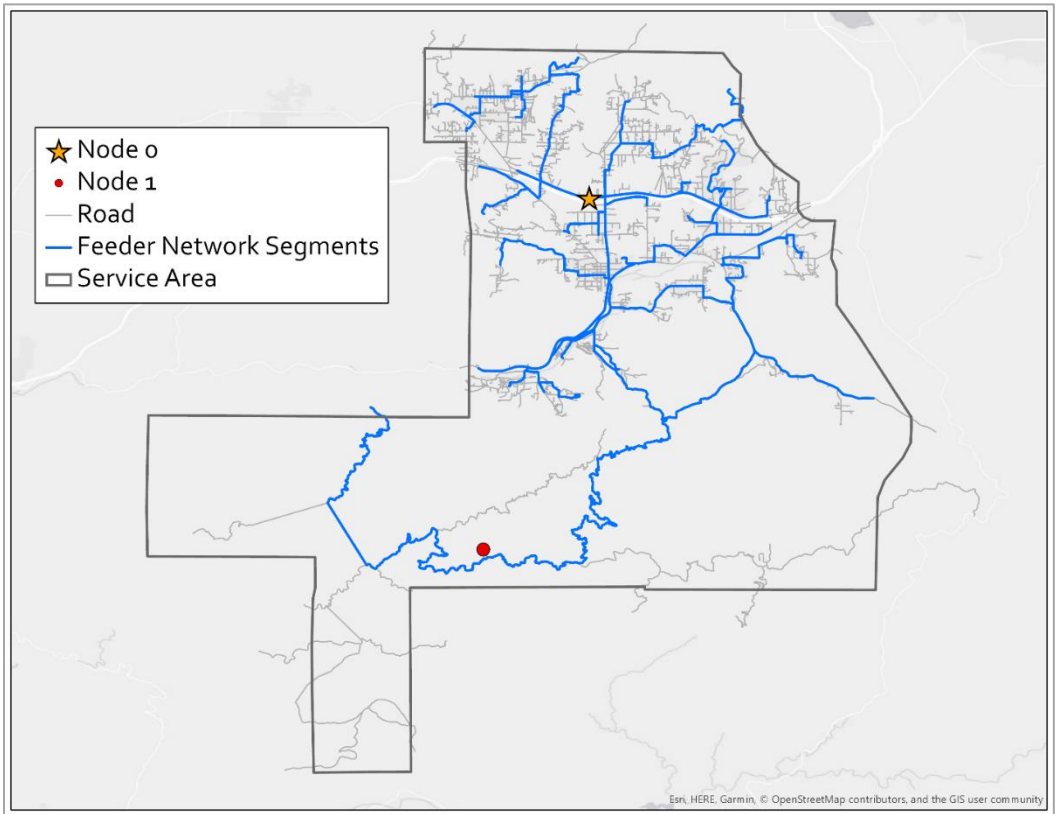 Node 0
Node 1
Road
Feeder Network Segments
Service Area
Esri, HERE, Garmin, © OpenStreetMap contributors, and the GIS user community